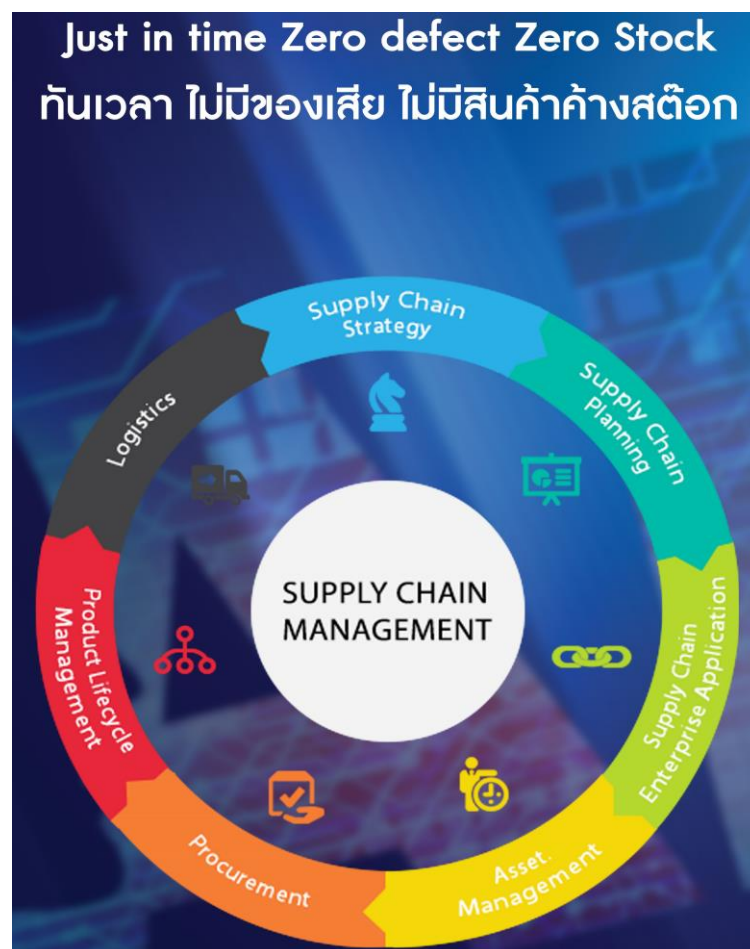 Just in time Zero defect Zero Stock
ทันเวลา ไม่มีของเสีย ไม่มีสินค้าค้างสต๊อก
Supply Chain
Strategy
Supply Chain
Planning
Supply Chain
Enterprise Application
Asset.
Management
Procurement
Product Lifecycle
Management
Logistics
SUPPLY CHAIN
MANAGEMENT